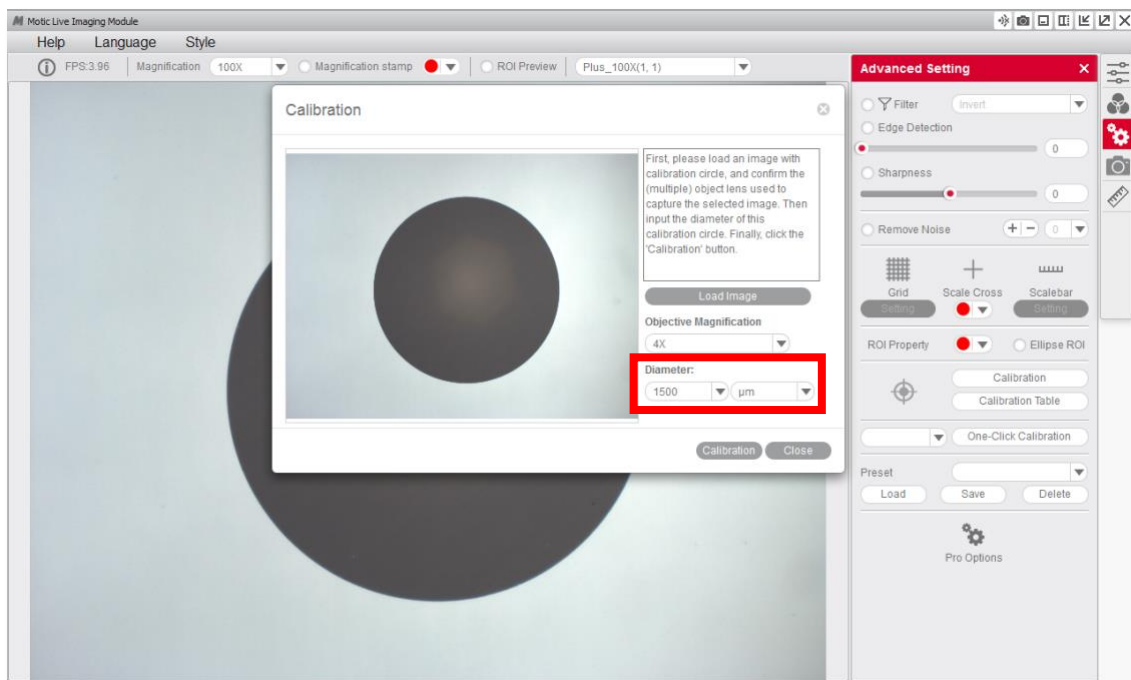 Motic Live Imaging Module
Help Language Style
FPS:3.96 Magnification 100X Magnification stamp ROI Preview Plus_100X(1, 1)
Calibration
First, please load an image with
calibration circle, and confirm the
(multiple) object lens used to
capture the selected image. Then
input the diameter of this
calibration circle. Finally, click the
'Calibration' button.
Load Image
Objective Magnification
4X
Diameter:
1500 µm
Calibration Close
Advanced Setting
Filter Invert
Edge Detection
0
Sharpness
0
Remove Noise + - 0
Grid Scale Cross Scalebar
Setting Setting
ROI Property Ellipse ROI
Calibration
Calibration Table
One-Click Calibration
Preset
Load Save Delete
Pro Options